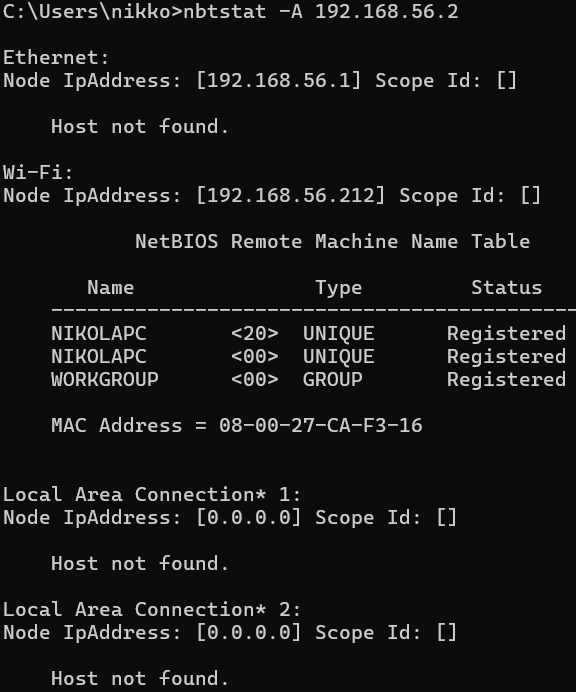 C:\Users\nikko>nbtstat -A 192.168.56.2
Ethernet:
Node IpAddress: [192.168.56.1] Scope Id: []
Host not found.
Wi-Fi:
Node IpAddress: [192.168.56.212] Scope Id: []
NetBIOS Remote Machine Name Table
Name Type Status
---------------------------------------------
NIKOLAPC <20> UNIQUE Registered
NIKOLAPC <00> UNIQUE Registered
WORKGROUP <00> GROUP Registered
MAC Address = 08-00-27-CA-F3-16
Local Area Connection* 1:
Node IpAddress: [0.0.0.0] Scope Id: []
Host not found.
Local Area Connection* 2:
Node IpAddress: [0.0.0.0] Scope Id: []
Host not found.